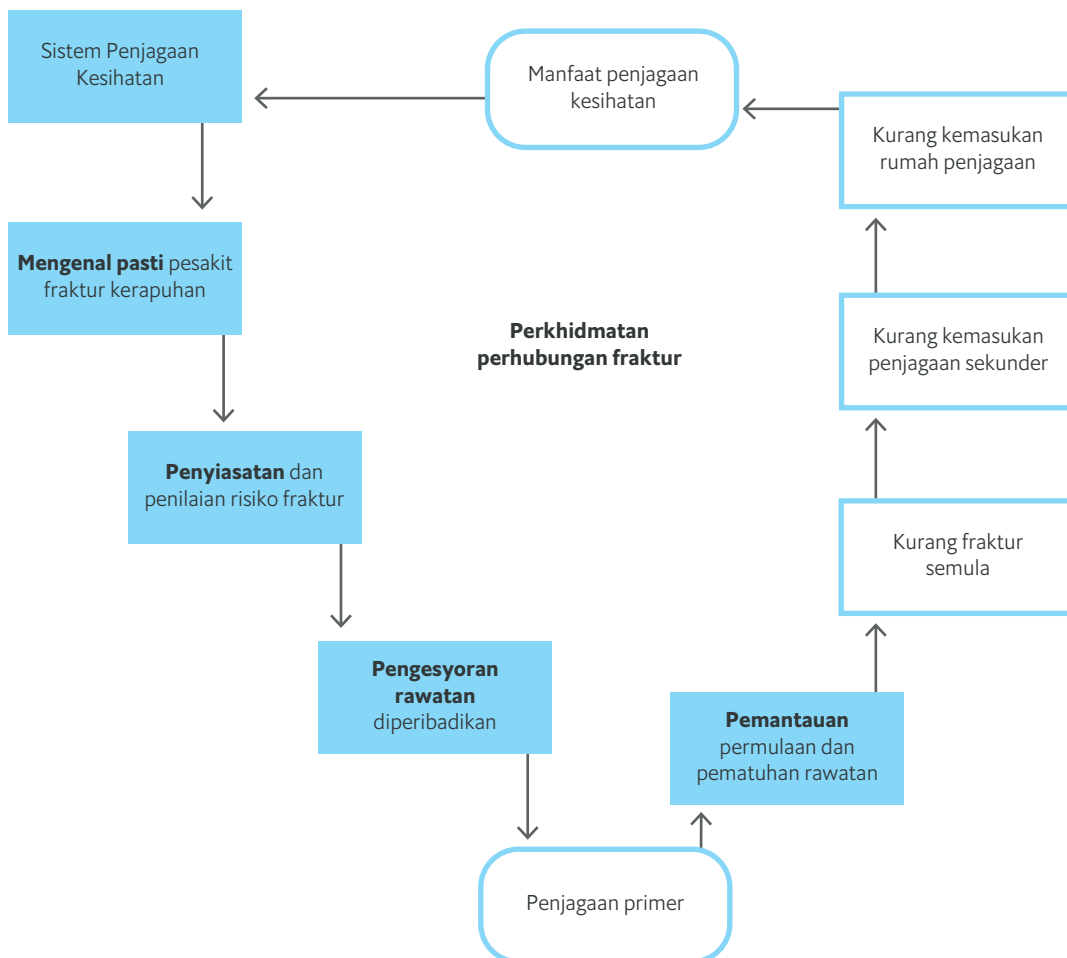 Sistem Penjagaan
Kesihatan
Manfaat penjagaan
kesihatan
Kurang kemasukan
rumah penjagaan
Mengenal pasti pesakit
fraktur kerapuhan
Perkhidmatan
perhubungan fraktur
Kurang kemasukan
penjagaan sekunder
Penyiasatan dan
penilaian risiko fraktur
Kurang fraktur
semula
Pengesyoran
rawatan
diperibadikan
Pemantauan
permulaan dan
pematuhan rawatan
Penjagaan primer